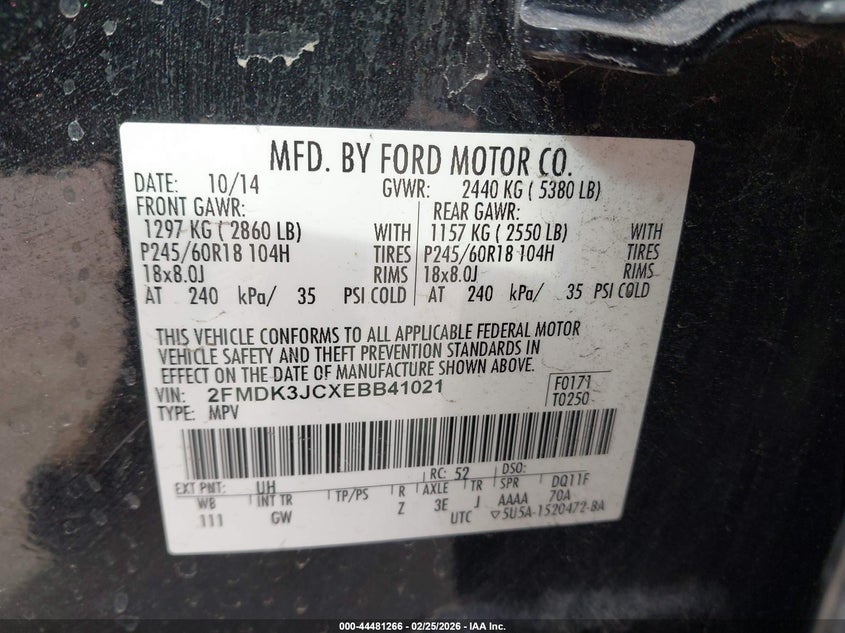 MFD. BY FORD MOTOR CO.
DATE: 10/14 GVWR: 2440 KG ( 5380 LB)
FRONT GAWR: REAR GAWR:
1297 KG ( 2860 LB) WITH 1157 KG ( 2550 LB) WITH
P245/60R18 104H TIRES P245/60R18 104H TIRES
18x8.0J RIMS 18x8.0J RIMS
AT 240 kPa/ 35 PSI COLD AT 240 kPa/ 35 PSI COLD
THIS VEHICLE CONFORMS TO ALL APPLICABLE FEDERAL MOTOR
VEHICLE SAFETY AND THEFT PREVENTION STANDARDS IN
EFFECT ON THE DATE OF MANUFACTURE SHOWN ABOVE.
VIN: 2FMDK3JCXEBB41021 F0171
TYPE: MPV T0250
EXT PNT: UH RC: 52 DSO:
WB INT TR TP/PS R AXLE TR SPR DQ11F
111 GW Z 3E J AAAA 70A
UTC ▽5U5A-1520472-BA
000-44481266 - 02/25/2026 - IAA Inc.